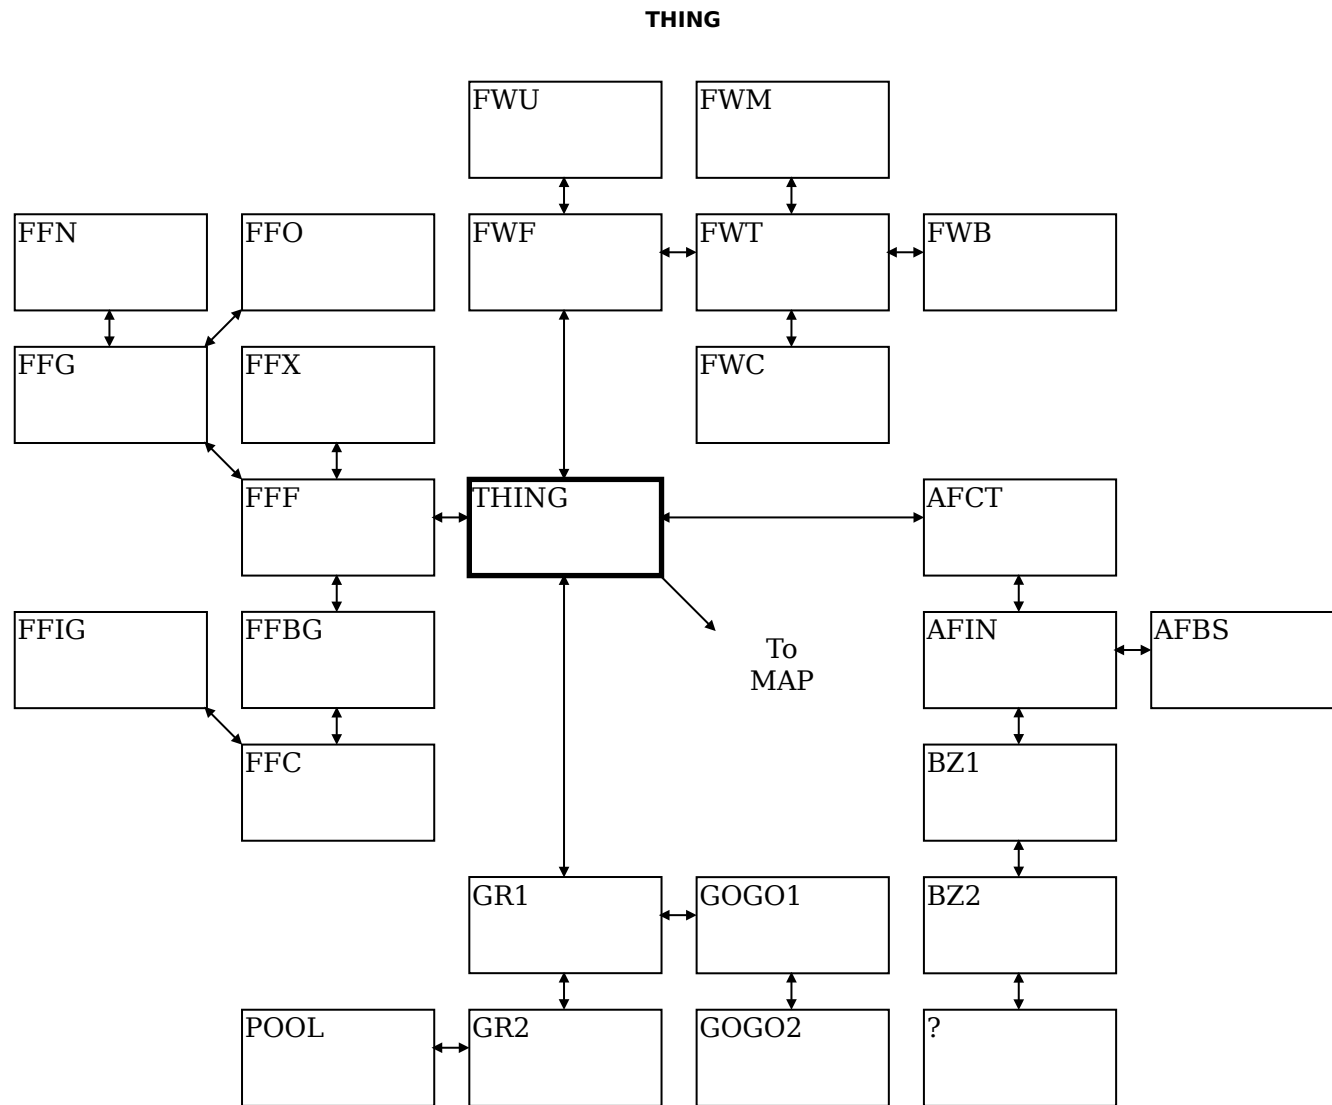 THING
FWU
FWM
FFN
FFO
FWF
FWT
FWB
FFG
FFX
FWC
FFF
THING
AFCT
FFIG
FFBG
To
MAP
AFIN
AFBS
FFC
BZ1
GR1
GOGO1
BZ2
POOL
GR2
GOGO2
?